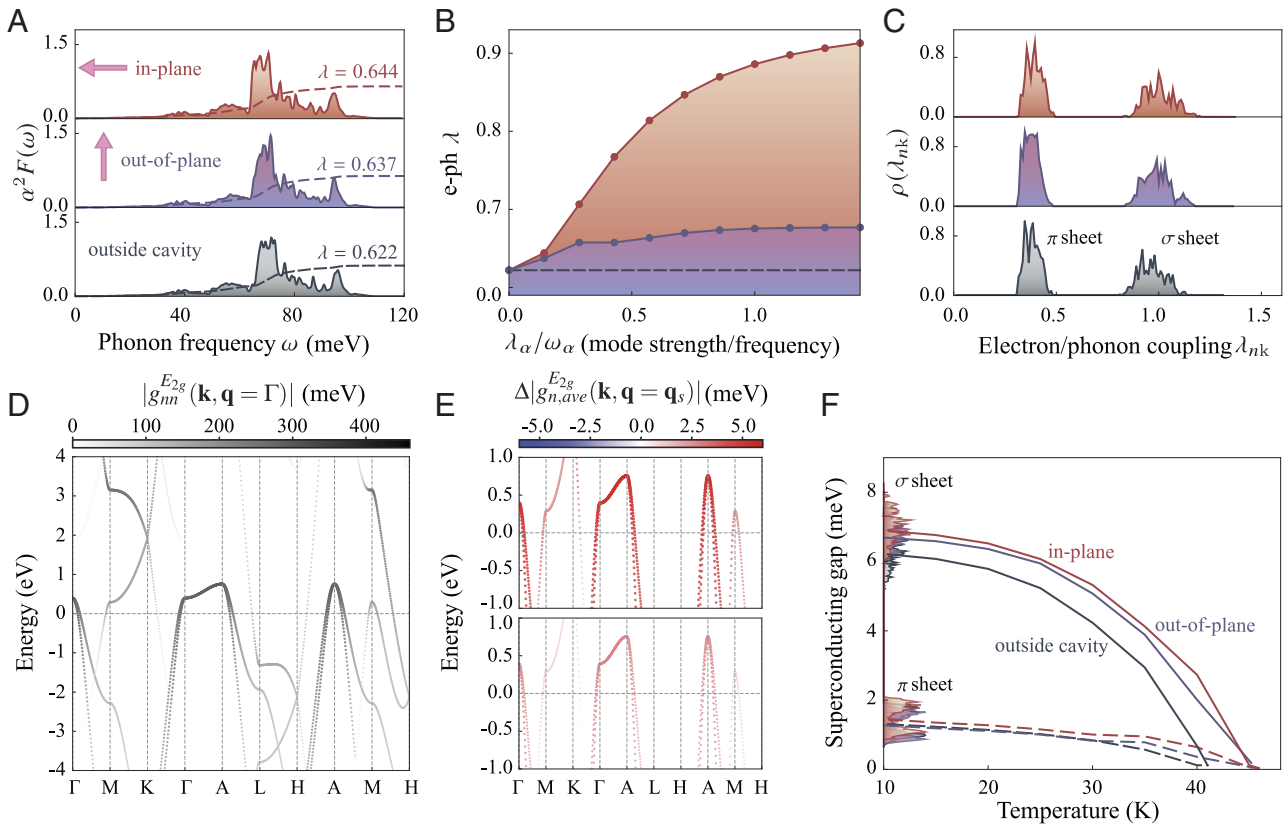 A
α²F(ω)
1.5
0.0
1.5
0.0
1.5
0.0
in-plane
λ = 0.644
out-of-plane
λ = 0.637
outside cavity
λ = 0.622
0
40
80
120
Phonon frequency ω (meV)
B
e-ph λ
0.9
0.9
0.7
0.0
0.0
0.5
1.0
λα/ωα (mode strength/frequency)
C
ρ(λnk)
0.8
0.0
0.8
0.0
0.8
0.0
π sheet
σ sheet
0.0
0.5
1.0
1.5
Electron/phonon coupling λnk
D
|g^{E2g}_{nn}(k, q = Γ)| (meV)
0
100
200
300
400
Energy (eV)
4
3
2
1
0
-1
-2
-3
-4
Γ M K Γ A L H A M H
E
Δ|g^{E2g}_{n,ave}(k, q = qs)| (meV)
-5.0
-2.5
0.0
2.5
5.0
Energy (eV)
1.0
0.5
0.0
-0.5
-1.0
1.0
0.5
0.0
-0.5
-1.0
Γ M K Γ A L H A M H
F
Superconducting gap (meV)
8
6
4
2
0
σ sheet
in-plane
out-of-plane
outside cavity
π sheet
10
20
30
40
Temperature (K)